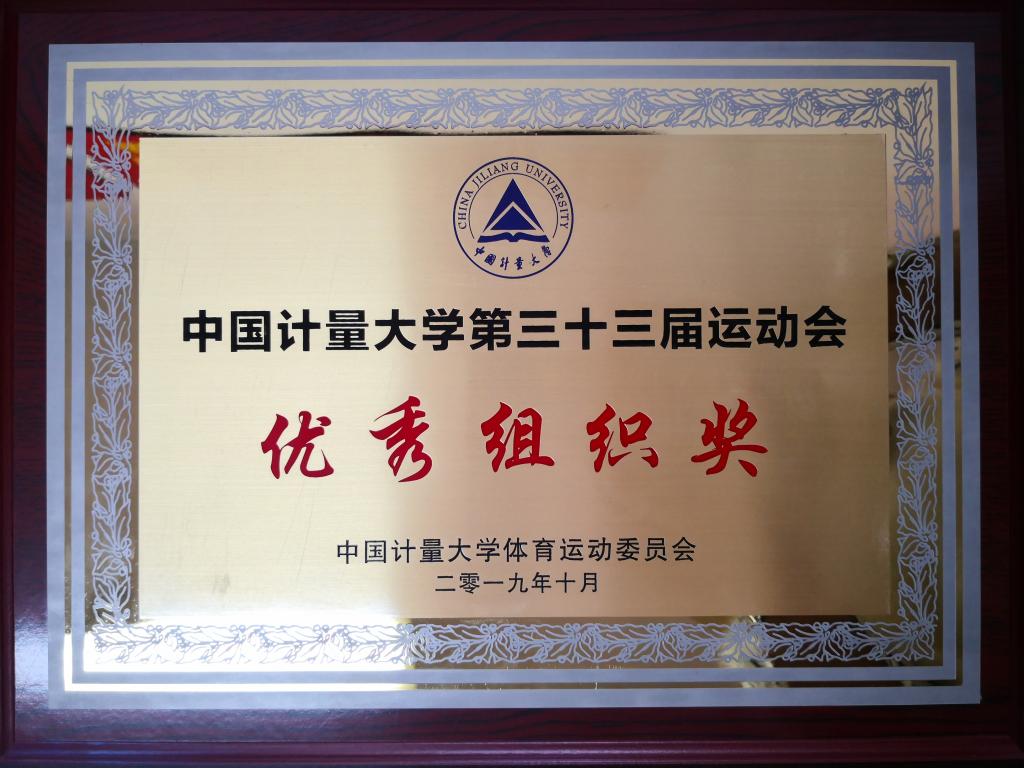 CHINA JILIANG UNIVERSITY
中国计量大学
中国计量大学第三十三届运动会
优秀组织奖
中国计量大学体育运动委员会
二零一九年十月